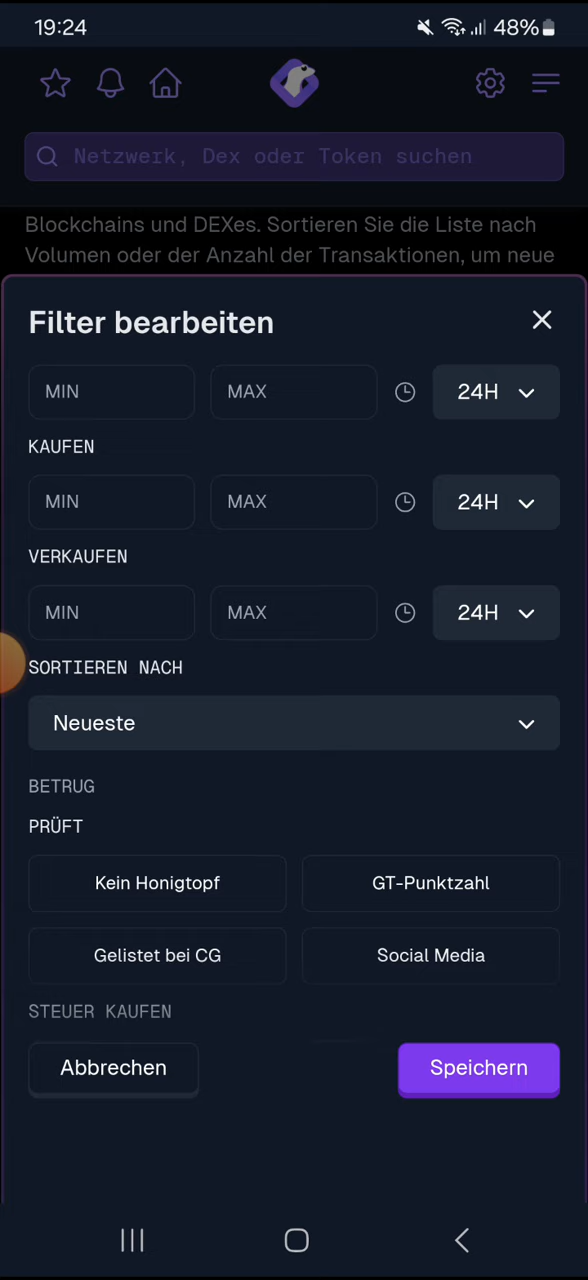 19:24
48%
Netzwerk, Dex oder Token suchen
Blockchains und DEXes. Sortieren Sie die Liste nach
Volumen oder der Anzahl der Transaktionen, um neue
Filter bearbeiten
MIN MAX 24H
KAUFEN
MIN MAX 24H
VERKAUFEN
MIN MAX 24H
SORTIEREN NACH
Neueste
BETRUG
PRÜFT
Kein Honigtopf GT-Punktzahl
Gelistet bei CG Social Media
STEUER KAUFEN
Abbrechen Speichern